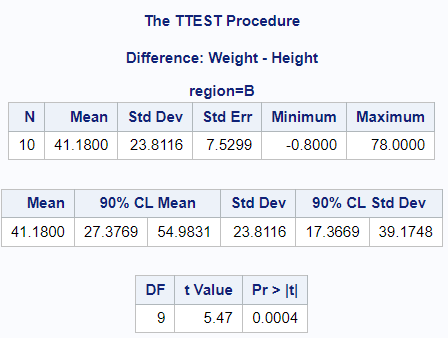 The TTEST Procedure
Difference: Weight - Height
region=B
N Mean Std Dev Std Err Minimum Maximum
10 41.1800 23.8116 7.5299 -0.8000 78.0000
Mean 90% CL Mean Std Dev 90% CL Std Dev
41.1800 27.3769 54.9831 23.8116 17.3669 39.1748
DF t Value Pr > |t|
9 5.47 0.0004